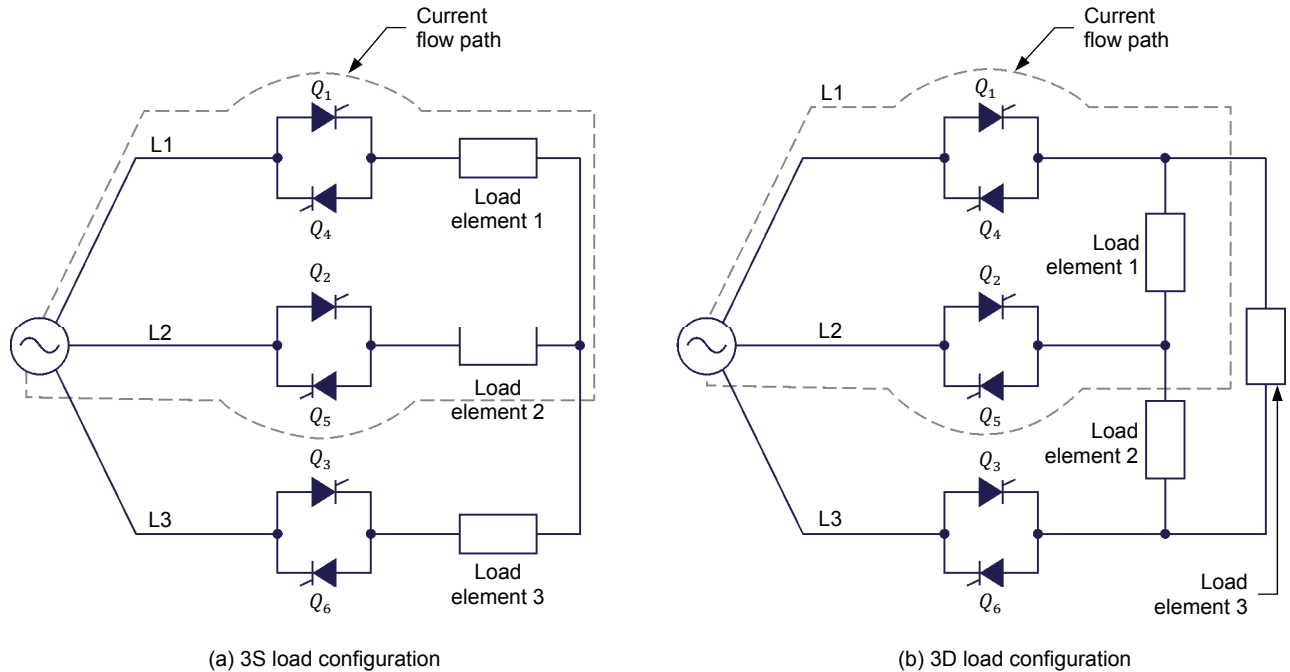 Current
flow path
Q₁
L1
Load
element 1
Q₄
Q₂
L2
Load
element 2
Q₅
Q₃
L3
Load
element 3
Q₆
(a) 3S load configuration
Current
flow path
L1
Q₁
Q₄
Load
element 1
Q₂
L2
Q₅
Load
element 2
Q₃
L3
Q₆
Load
element 3
(b) 3D load configuration